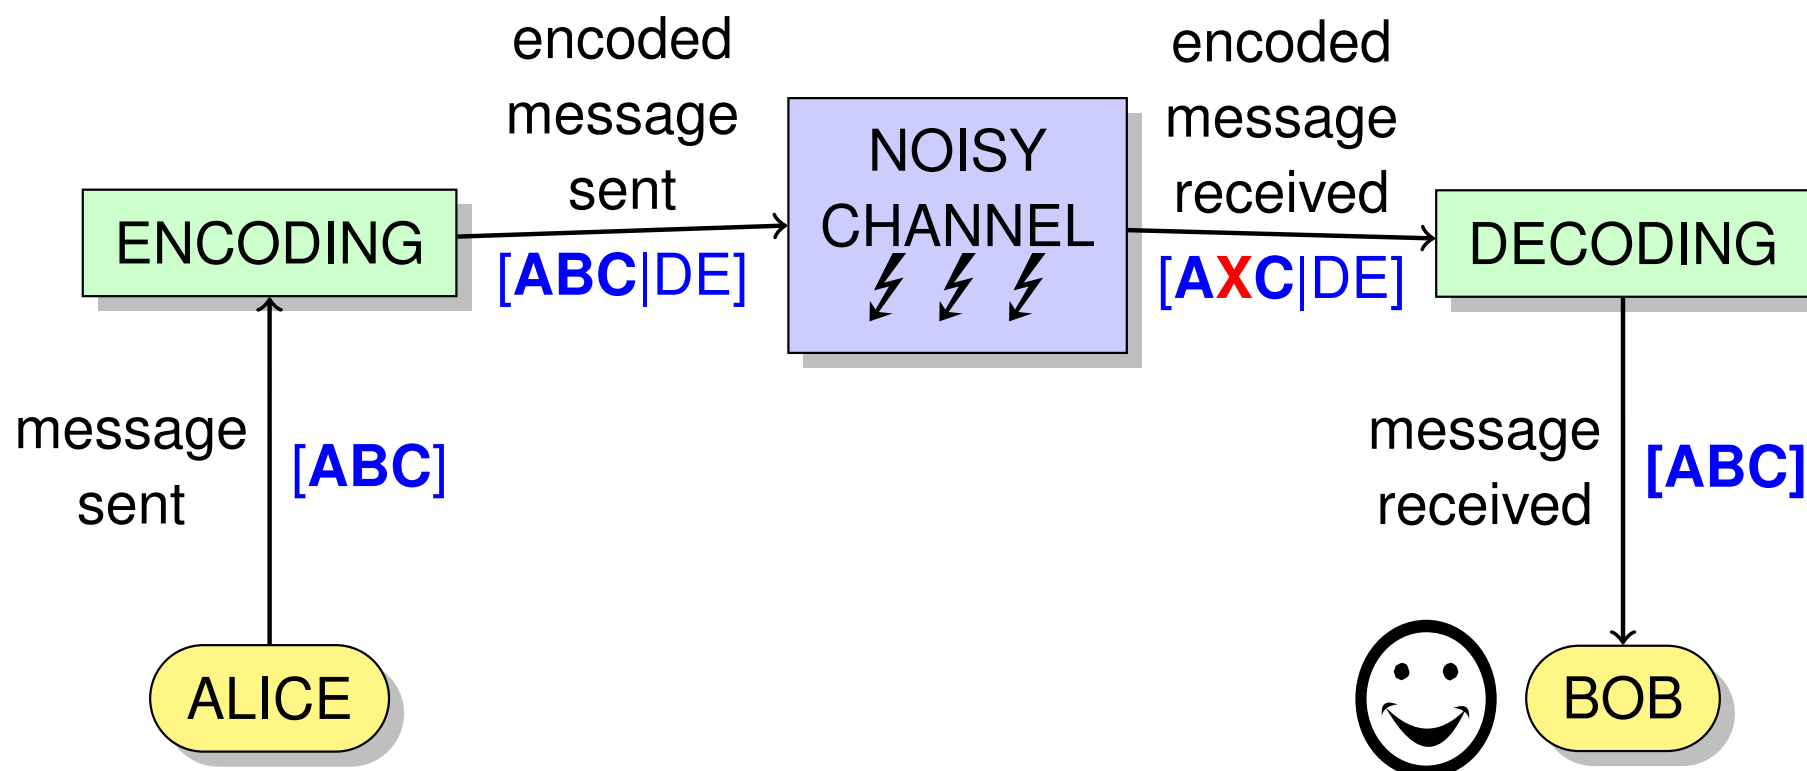 encoded
message
sent
encoded
message
received
ENCODING
[ABC|DE]
NOISY
CHANNEL
[AXC|DE]
DECODING
message
sent
[ABC]
message
received
[ABC]
ALICE
BOB